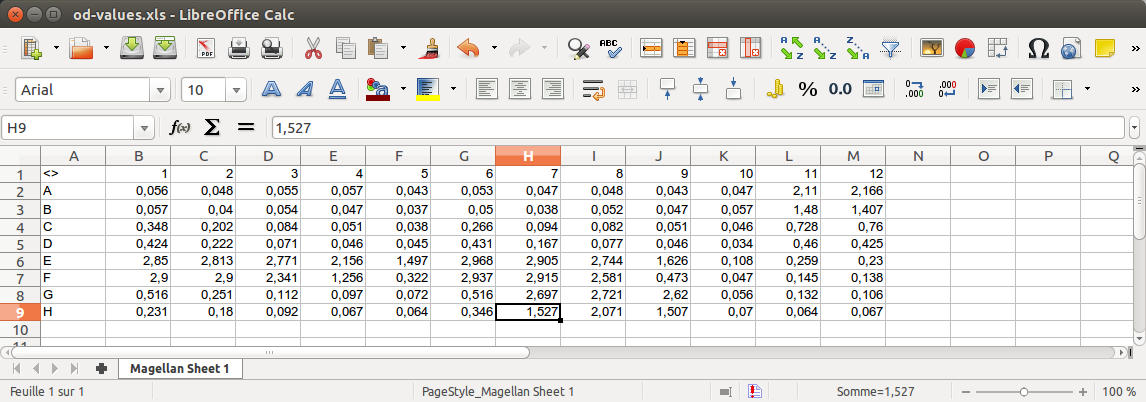 od-values.xls - LibreOffice Calc
PDF ABC A Z A Z Z A Ω »
Arial 10 A A A % 0.0 .000 .000 »
H9 f(x) Σ = 1,527
A B C D E F G H I J K L M N O P Q
1 <> 1 2 3 4 5 6 7 8 9 10 11 12
2 A 0,056 0,048 0,055 0,057 0,043 0,053 0,047 0,048 0,043 0,047 2,11 2,166
3 B 0,057 0,04 0,054 0,047 0,037 0,05 0,038 0,052 0,047 0,057 1,48 1,407
4 C 0,348 0,202 0,084 0,051 0,038 0,266 0,094 0,082 0,051 0,046 0,728 0,76
5 D 0,424 0,222 0,071 0,046 0,045 0,431 0,167 0,077 0,046 0,034 0,46 0,425
6 E 2,85 2,813 2,771 2,156 1,497 2,968 2,905 2,744 1,626 0,108 0,259 0,23
7 F 2,9 2,9 2,341 1,256 0,322 2,937 2,915 2,581 0,473 0,047 0,145 0,138
8 G 0,516 0,251 0,112 0,097 0,072 0,516 2,697 2,721 2,62 0,056 0,132 0,106
9 H 0,231 0,18 0,092 0,067 0,064 0,346 1,527 2,071 1,507 0,07 0,064 0,067
10
11
Magellan Sheet 1
Feuille 1 sur 1 PageStyle_Magellan Sheet 1 Somme=1,527 100 %